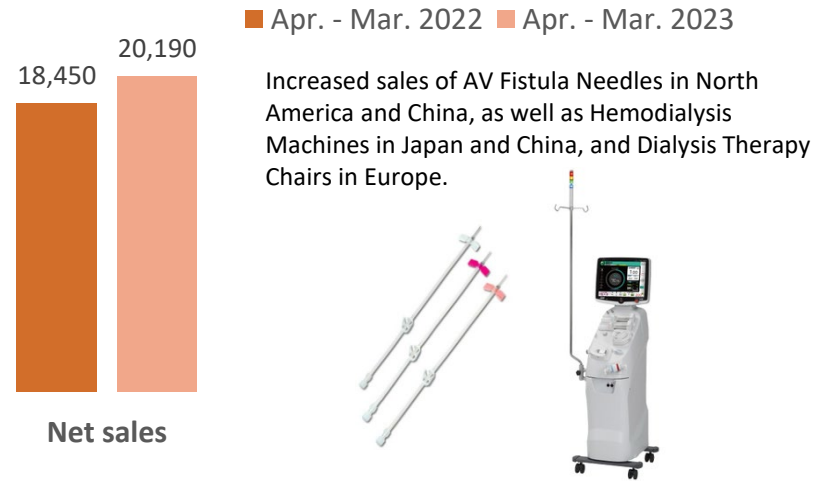 Apr. - Mar. 2022 Apr. - Mar. 2023
20,190
18,450
Increased sales of AV Fistula Needles in North
America and China, as well as Hemodialysis
Machines in Japan and China, and Dialysis Therapy
Chairs in Europe.
Net sales